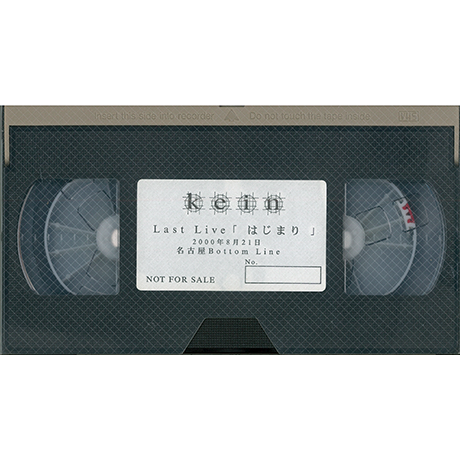 Insert this side into recorder Do not touch the tape inside VHS
kein
Last Live「 はじまり 」
2000年8月21日
名古屋Bottom Line
No.
NOT FOR SALE